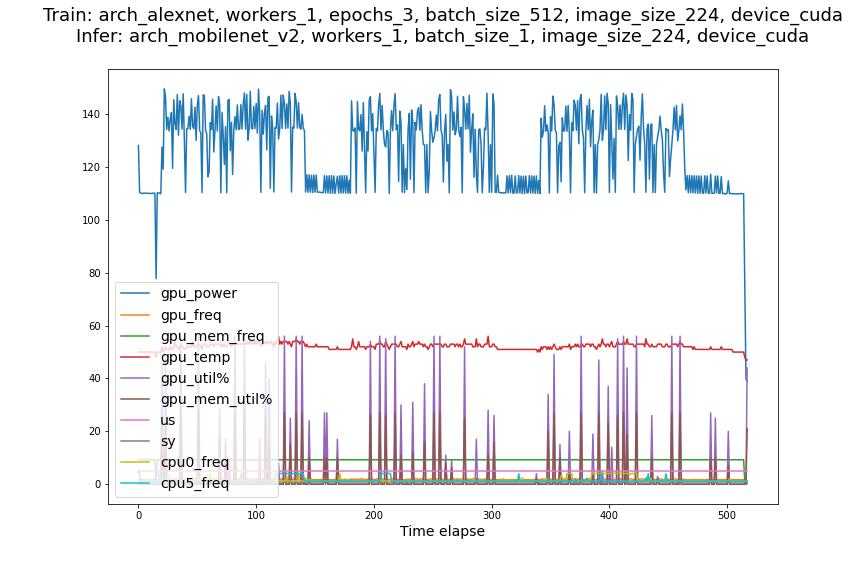 Train: arch_alexnet, workers_1, epochs_3, batch_size_512, image_size_224, device_cuda
Infer: arch_mobilenet_v2, workers_1, batch_size_1, image_size_224, device_cuda
140
120
100
80
60
40
20
0
gpu_power
gpu_freq
gpu_mem_freq
gpu_temp
gpu_util%
gpu_mem_util%
us
sy
cpu0_freq
cpu5_freq
0 100 200 300 400 500
Time elapse